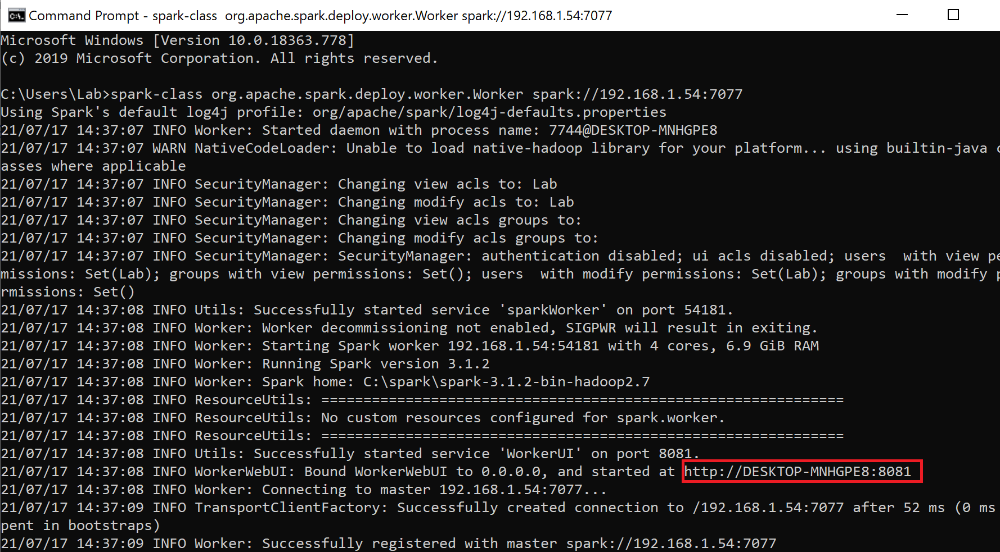 Command Prompt - spark-class  org.apache.spark.deploy.worker.Worker spark://192.168.1.54:7077
Microsoft Windows [Version 10.0.18363.778]
(c) 2019 Microsoft Corporation. All rights reserved.
C:\Users\Lab>spark-class org.apache.spark.deploy.worker.Worker spark://192.168.1.54:7077
Using Spark's default log4j profile: org/apache/spark/log4j-defaults.properties
21/07/17 14:37:07 INFO Worker: Started daemon with process name: 7744@DESKTOP-MNHGPE8
21/07/17 14:37:07 WARN NativeCodeLoader: Unable to load native-hadoop library for your platform... using builtin-java
asses where applicable
21/07/17 14:37:07 INFO SecurityManager: Changing view acls to: Lab
21/07/17 14:37:07 INFO SecurityManager: Changing modify acls to: Lab
21/07/17 14:37:07 INFO SecurityManager: Changing view acls groups to:
21/07/17 14:37:07 INFO SecurityManager: Changing modify acls groups to:
21/07/17 14:37:07 INFO SecurityManager: SecurityManager: authentication disabled; ui acls disabled; users  with view pe
missions: Set(Lab); groups with view permissions: Set(); users  with modify permissions: Set(Lab); groups with modify p
rmissions: Set()
21/07/17 14:37:08 INFO Utils: Successfully started service 'sparkWorker' on port 54181.
21/07/17 14:37:08 INFO Worker: Worker decommissioning not enabled, SIGPWR will result in exiting.
21/07/17 14:37:08 INFO Worker: Starting Spark worker 192.168.1.54:54181 with 4 cores, 6.9 GiB RAM
21/07/17 14:37:08 INFO Worker: Running Spark version 3.1.2
21/07/17 14:37:08 INFO Worker: Spark home: C:\spark\spark-3.1.2-bin-hadoop2.7
21/07/17 14:37:08 INFO ResourceUtils: ==============================================================
21/07/17 14:37:08 INFO ResourceUtils: No custom resources configured for spark.worker.
21/07/17 14:37:08 INFO ResourceUtils: ==============================================================
21/07/17 14:37:08 INFO Utils: Successfully started service 'WorkerUI' on port 8081.
21/07/17 14:37:08 INFO WorkerWebUI: Bound WorkerWebUI to 0.0.0.0, and started at http://DESKTOP-MNHGPE8:8081
21/07/17 14:37:08 INFO Worker: Connecting to master 192.168.1.54:7077...
21/07/17 14:37:09 INFO TransportClientFactory: Successfully created connection to /192.168.1.54:7077 after 52 ms (0 ms
pent in bootstraps)
21/07/17 14:37:09 INFO Worker: Successfully registered with master spark://192.168.1.54:7077